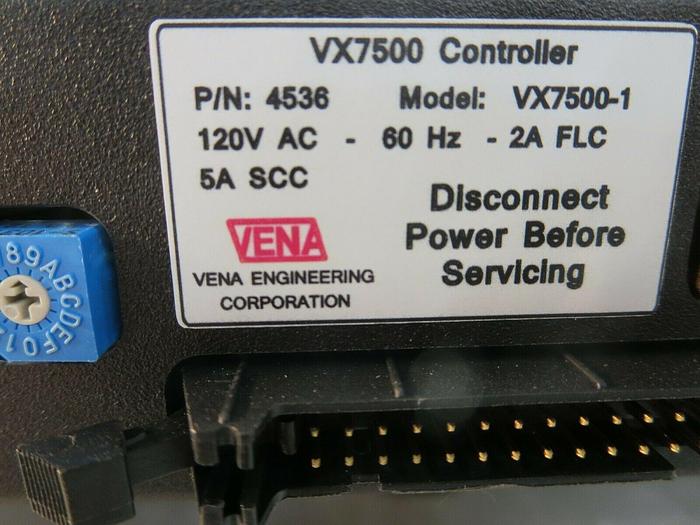 VX7500 Controller
P/N: 4536 Model: VX7500-1
120V AC - 60 Hz - 2A FLC
5A SCC
Disconnect
Power Before
Servicing
VENA
VENA ENGINEERING
CORPORATION
89ABCDEF01